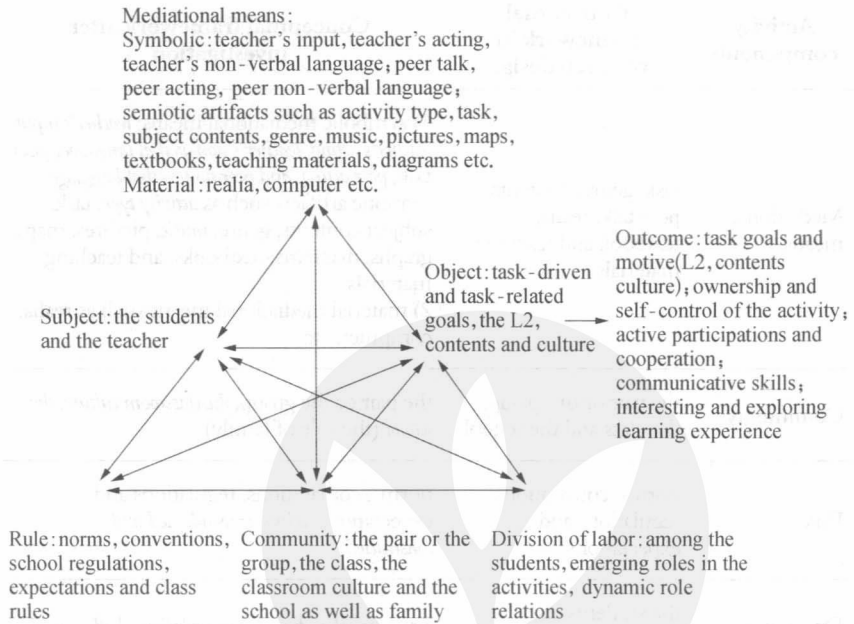 Mediational means:
Symbolic:teacher's input, teacher's acting,
teacher's non-verbal language; peer talk,
peer acting, peer non-verbal language;
semiotic artifacts such as activity type, task,
subject contents, genre, music, pictures, maps,
textbooks, teaching materials, diagrams etc.
Material:realia, computer etc.
Subject:the students
and the teacher
Object:task-driven
and task-related
goals, the L2,
contents and culture
Outcome:task goals and
motive(L2, contents
culture); ownership and
self-control of the activity;
active participations and
cooperation;
communicative skills;
interesting and exploring
learning experience
Rule:norms, conventions,
school regulations,
expectations and class
rules
Community:the pair or the
group, the class, the
classroom culture and the
school as well as family
Division of labor:among the
students, emerging roles in the
activities, dynamic role
relations